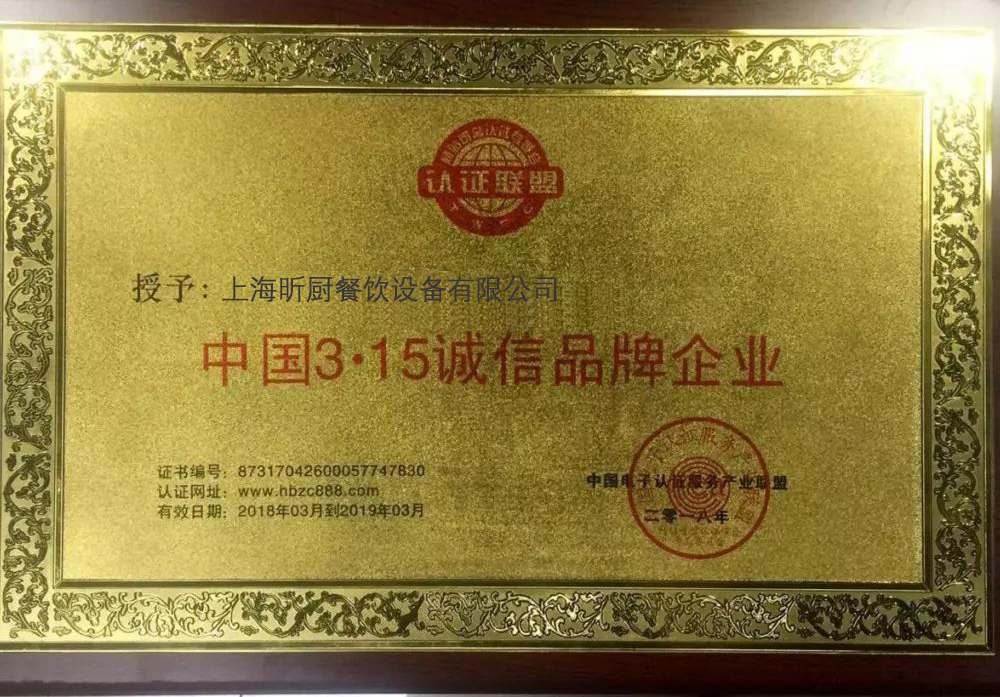 认证联盟
授予：上海昕厨餐饮设备有限公司
中国3·15诚信品牌企业
证书编号：87317042600057747830
认证网址：www.hbzc888.com
有效日期：2018年03月到2019年03月
中国电子认证服务产业联盟
二零一八年